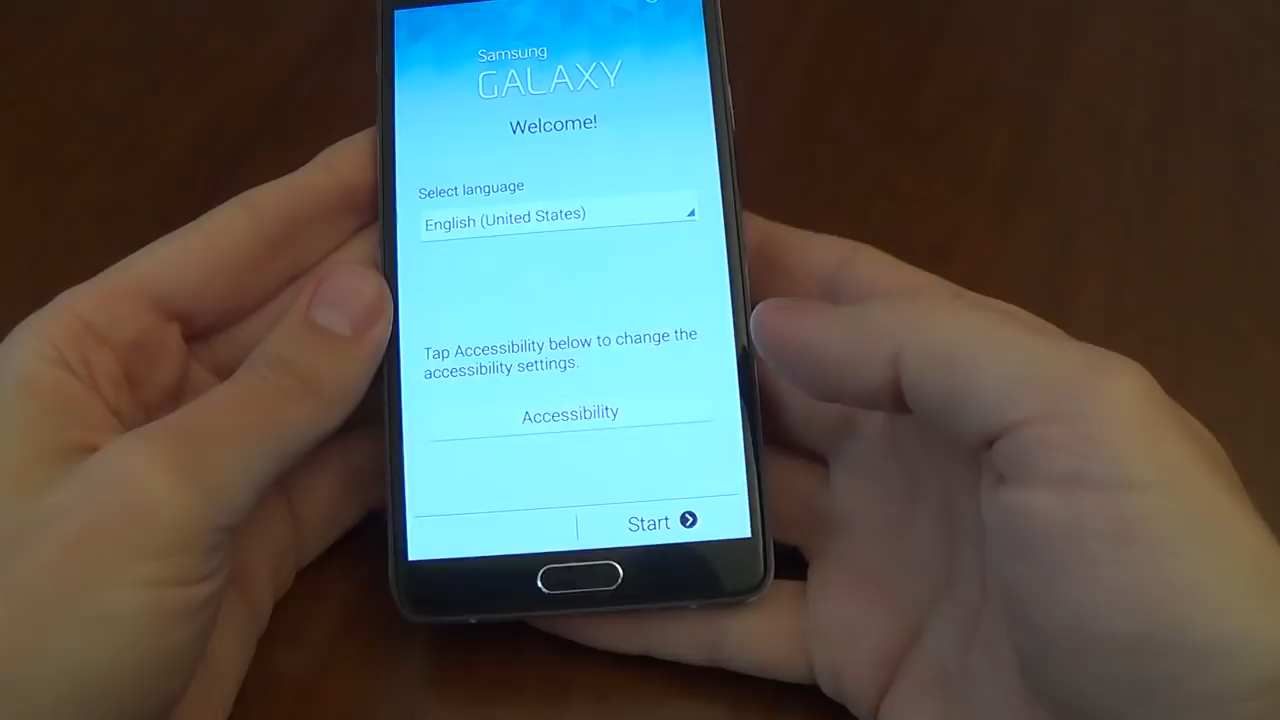 Samsung
GALAXY
Welcome!
Select language
English (United States)
Tap Accessibility below to change the
accessibility settings.
Accessibility
Start